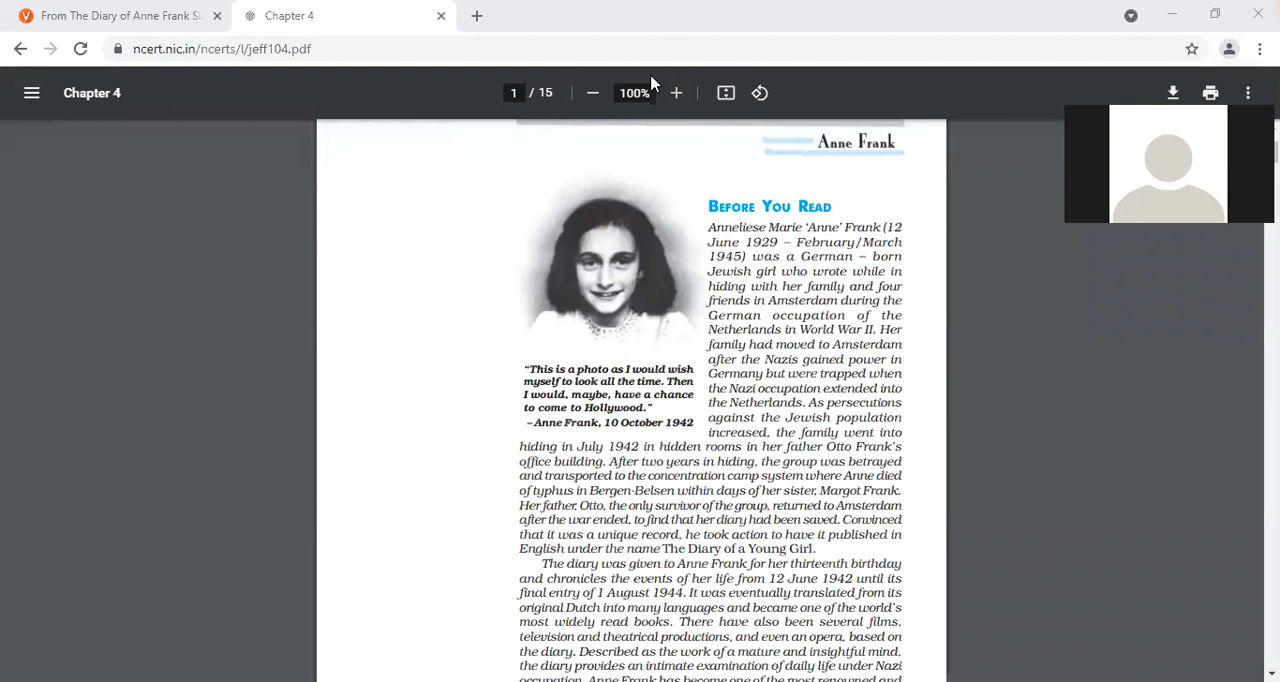 From The Diary of Anne Frank
Chapter 4
ncert.nic.in/ncerts/l/jeff104.pdf
Chapter 4
1 / 15
100%
Anne Frank
BEFORE YOU READ
Anneliese Marie ‘Anne’ Frank (12
June 1929 – February/March
1945) was a German – born
Jewish girl who wrote while in
hiding with her family and four
friends in Amsterdam during the
German occupation of the
Netherlands in World War II. Her
family had moved to Amsterdam
after the Nazis gained power in
Germany but were trapped when
the Nazi occupation extended into
the Netherlands. As persecutions
against the Jewish population
increased, the family went into
“This is a photo as I would wish
myself to look all the time. Then
I would, maybe, have a chance
to come to Hollywood.”
– Anne Frank, 10 October 1942
hiding in July 1942 in hidden rooms in her father Otto Frank’s
office building. After two years in hiding, the group was betrayed
and transported to the concentration camp system where Anne died
of typhus in Bergen-Belsen within days of her sister, Margot Frank.
Her father, Otto, the only survivor of the group, returned to Amsterdam
after the war ended, to find that her diary had been saved. Convinced
that it was a unique record, he took action to have it published in
English under the name The Diary of a Young Girl.
The diary was given to Anne Frank for her thirteenth birthday
and chronicles the events of her life from 12 June 1942 until its
final entry of 1 August 1944. It was eventually translated from its
original Dutch into many languages and became one of the world’s
most widely read books. There have also been several films,
television and theatrical productions, and even an opera, based on
the diary. Described as the work of a mature and insightful mind,
the diary provides an intimate examination of daily life under Nazi
occupation. Anne Frank has become one of the most renowned and